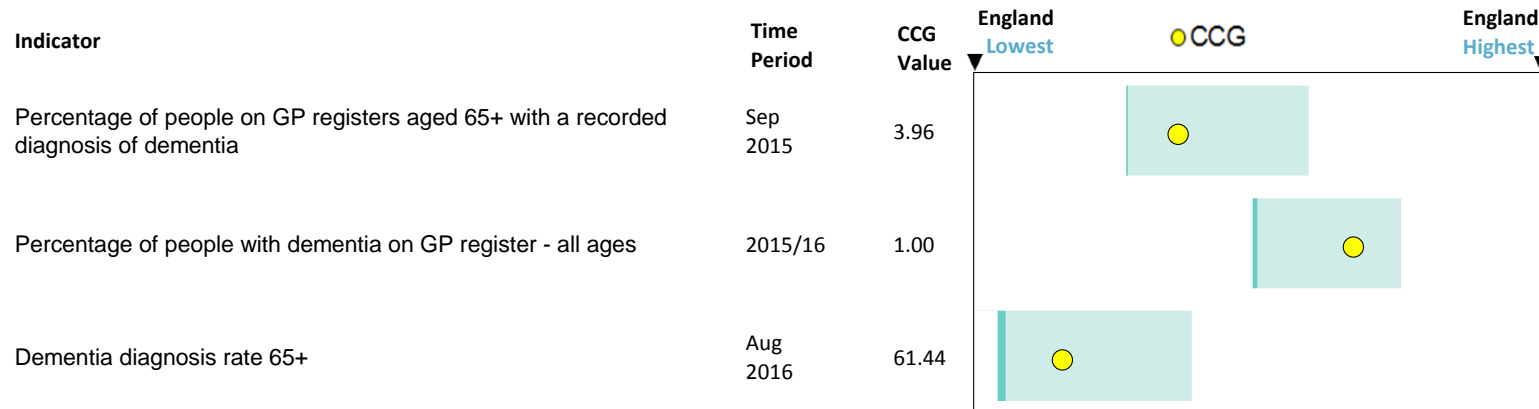 Indicator
Time
Period
CCG
Value
England
Lowest
CCG
England
Highest
Percentage of people on GP registers aged 65+ with a recorded
diagnosis of dementia
Sep
2015
3.96
Percentage of people with dementia on GP register - all ages
2015/16
1.00
Dementia diagnosis rate 65+
Aug
2016
61.44